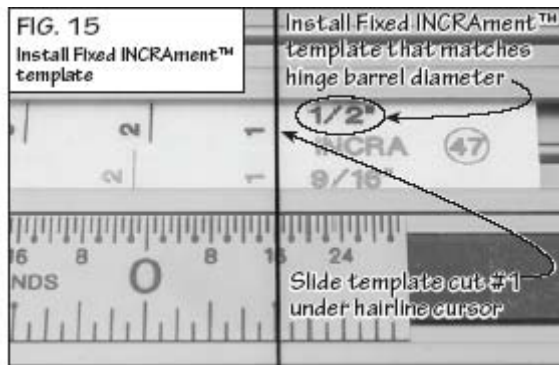 FIG. 15
Install Fixed INCRAment™
template
Install Fixed INCRAment™
template that matches
hinge barrel diameter
2 1 1/2"
INCRA 47
2 1 9/16"
16 8 8 16 24
NDS 0
Slide template cut #1
under hairline cursor